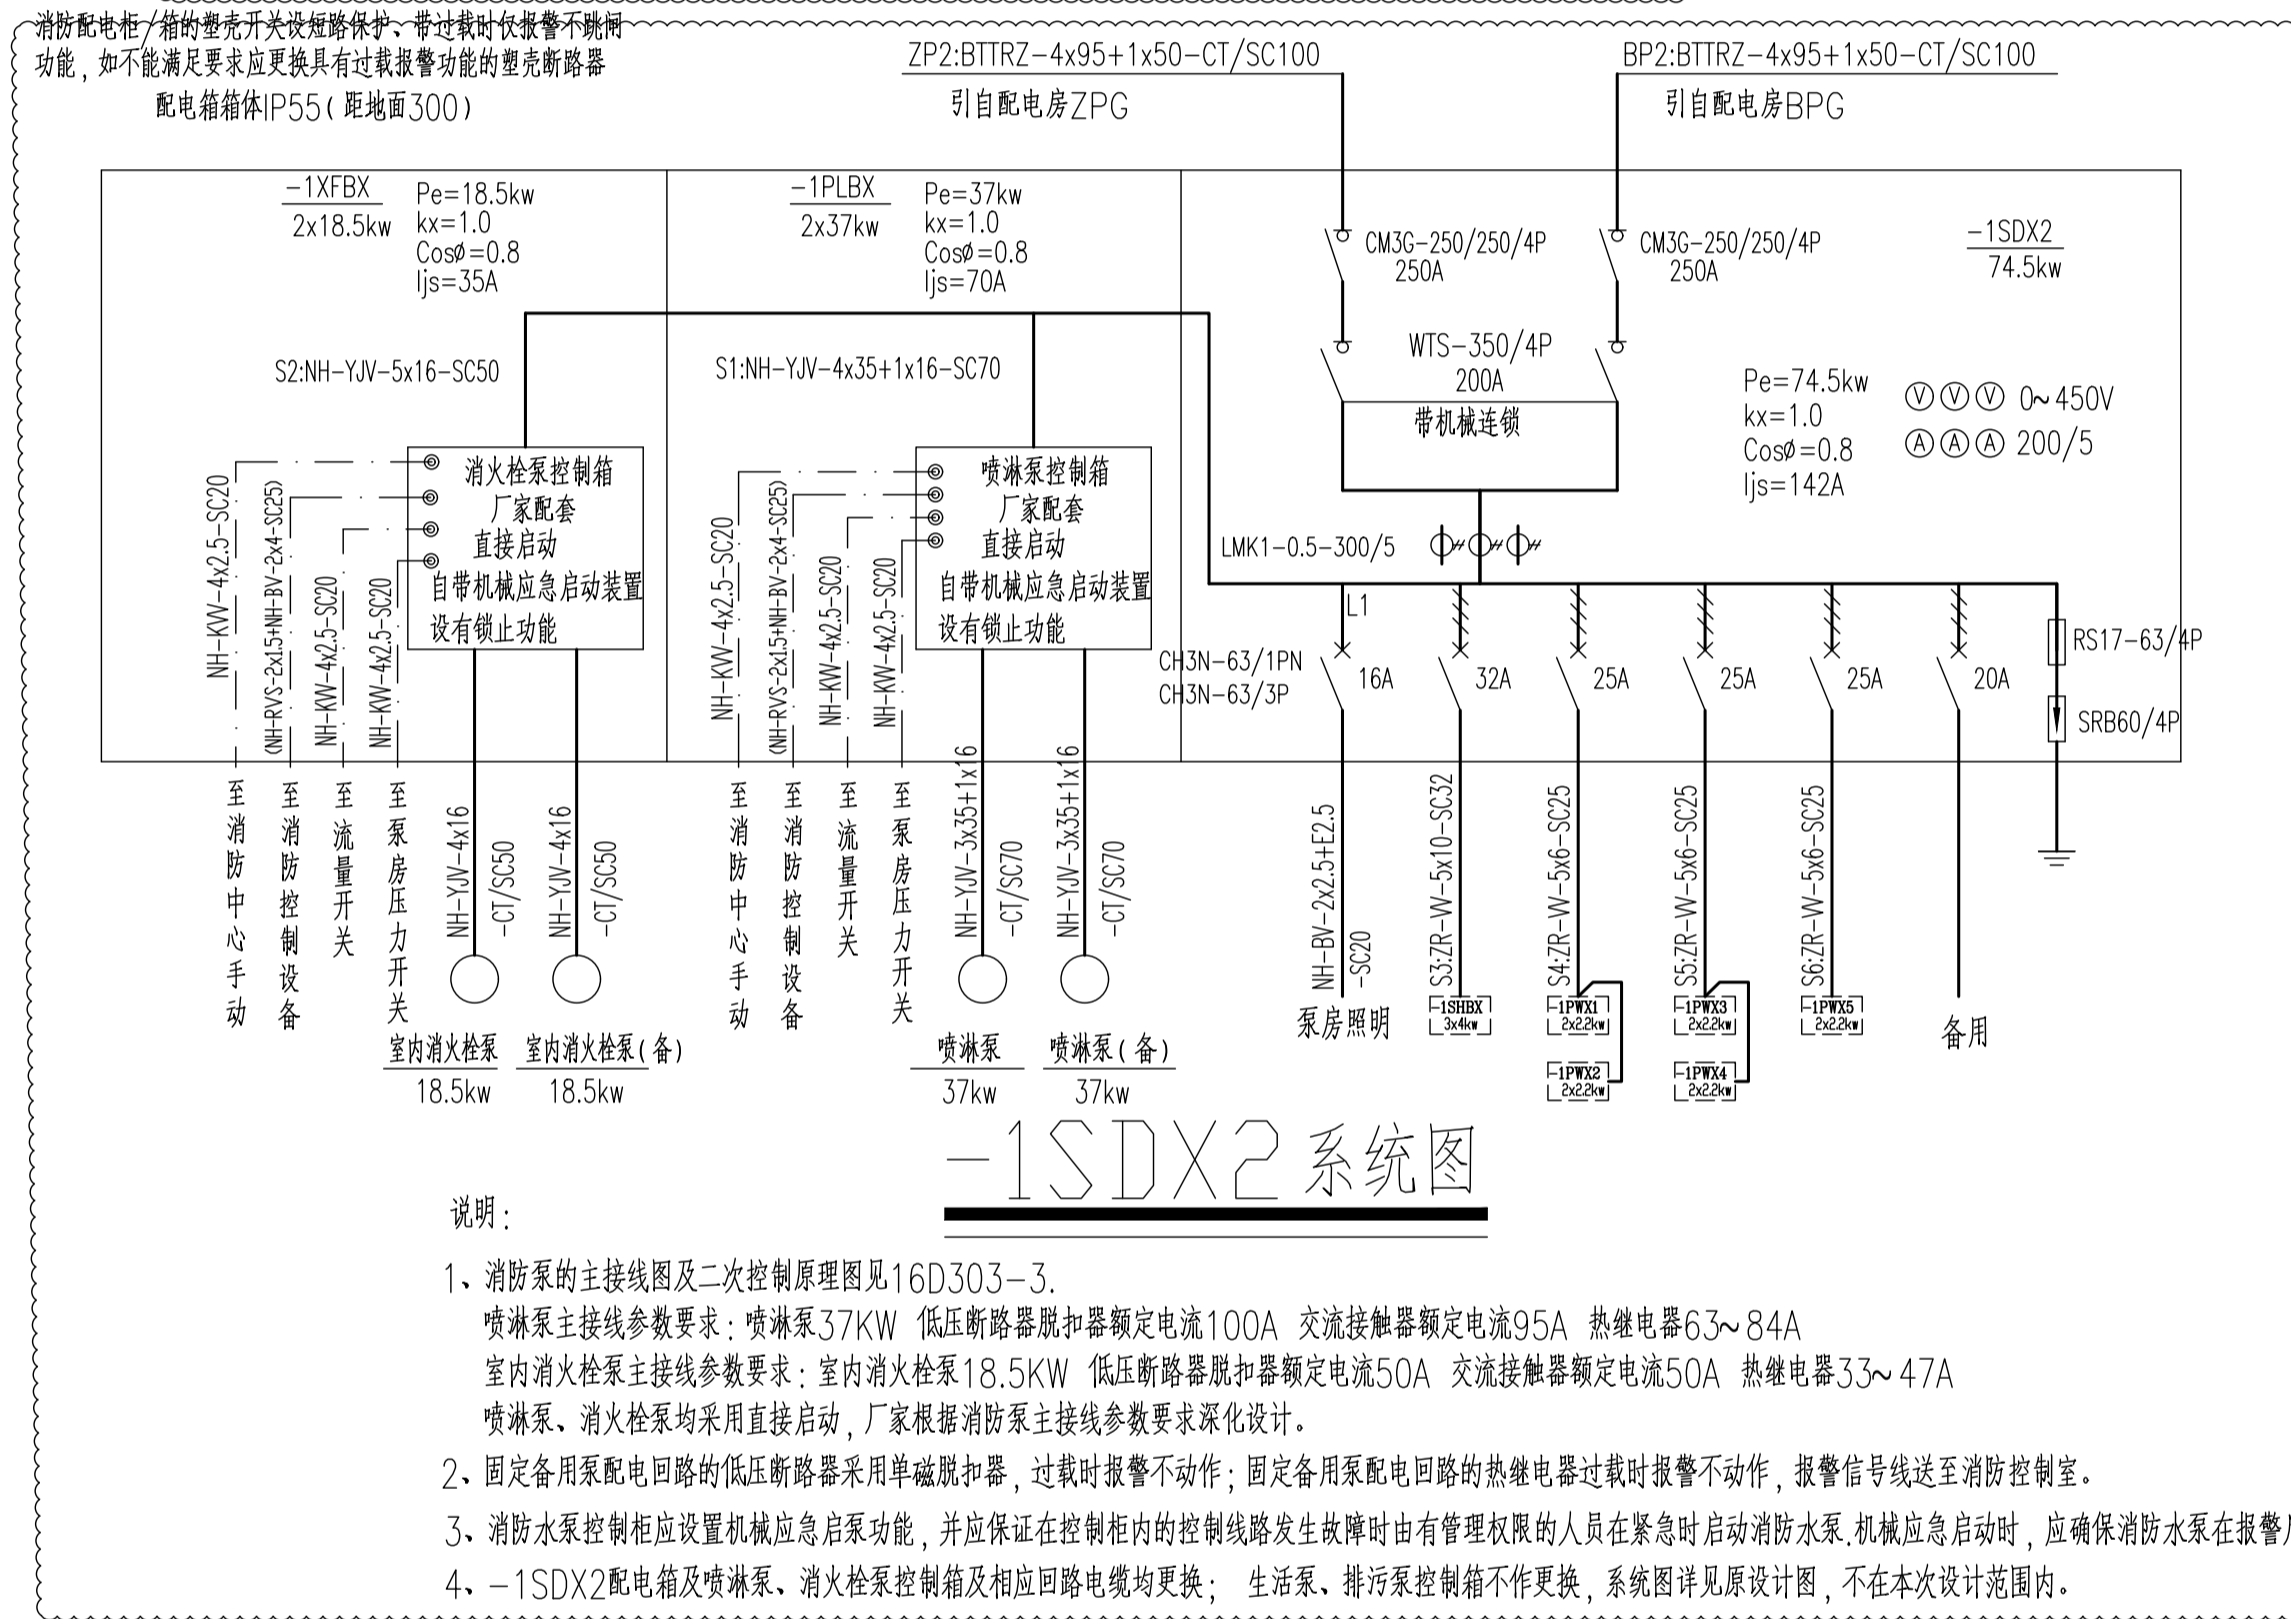 消防配电柜/箱的塑壳开关设短路保护、带过载时仅报警不跳闸
功能，如不能满足要求应更换具有过载报警功能的塑壳断路器
配电箱箱体IP55(距地面300)
ZP2:BTTRZ-4x95+1x50-CT/SC100
引自配电房ZPG
BP2:BTTRZ-4x95+1x50-CT/SC100
引自配电房BPG
-1XFBX
2x18.5kw
Pe=18.5kw
kx=1.0
Cosø=0.8
Ijs=35A
-1PLBX
2x37kw
Pe=37kw
kx=1.0
Cosø=0.8
Ijs=70A
CM3G-250/250/4P
250A
CM3G-250/250/4P
250A
-1SDX2
74.5kw
S2:NH-YJV-5x16-SC50
S1:NH-YJV-4x35+1x16-SC70
WTS-350/4P
200A
带机械连锁
Pe=74.5kw
kx=1.0
Cosø=0.8
Ijs=142A
V V V 0~450V
A A A 200/5
消火栓泵控制箱
厂家配套
直接启动
自带机械应急启动装置
设有锁止功能
喷淋泵控制箱
厂家配套
直接启动
自带机械应急启动装置
设有锁止功能
NH-KVV-4x2.5-SC20
(NH-RVS-2x1.5+NH-BV-2x4-SC25)
NH-KVV-4x2.5-SC20
NH-KVV-4x2.5-SC20
NH-KVV-4x2.5-SC20
(NH-RVS-2x1.5+NH-BV-2x4-SC25)
NH-KVV-4x2.5-SC20
NH-KVV-4x2.5-SC20
LMK1-0.5-300/5
L1
CH3N-63/1PN
CH3N-63/3P
16A
32A
25A
25A
25A
20A
RS17-63/4P
SRB60/4P
至消防中心手动
至消防控制设备
至流量开关
至泵房压力开关
NH-YJV-4x16
-CT/SC50
NH-YJV-4x16
-CT/SC50
至消防中心手动
至消防控制设备
至流量开关
至泵房压力开关
NH-YJV-3x35+1x16
-CT/SC70
NH-YJV-3x35+1x16
-CT/SC70
NH-BV-2x2.5+E2.5
-SC20
S3:ZR-VV-5x10-SC32
S4:ZR-VV-5x6-SC25
S5:ZR-VV-5x6-SC25
S6:ZR-VV-5x6-SC25
室内消火栓泵
18.5kw
室内消火栓泵(备)
18.5kw
喷淋泵
37kw
喷淋泵(备)
37kw
泵房照明
-1SHBX
3x4kw
-1PWX1
2x2.2kw
-1PWX2
2x2.2kw
-1PWX3
2x2.2kw
-1PWX4
2x2.2kw
-1PWX5
2x2.2kw
备用
-1SDX2系统图
说明：
1、消防泵的主接线图及二次控制原理图见16D303-3.
喷淋泵主接线参数要求：喷淋泵37KW 低压断路器脱扣器额定电流100A 交流接触器额定电流95A 热继电器63~84A
室内消火栓泵主接线参数要求：室内消火栓泵18.5KW 低压断路器脱扣器额定电流50A 交流接触器额定电流50A 热继电器33~47A
喷淋泵、消火栓泵均采用直接启动，厂家根据消防泵主接线参数要求深化设计。
2、固定备用泵配电回路的低压断路器采用单磁脱扣器，过载时报警不动作；固定备用泵配电回路的热继电器过载时报警不动作，报警信号线送至消防控制室。
3、消防水泵控制柜应设置机械应急启泵功能，并应保证在控制柜内的控制线路发生故障时由有管理权限的人员在紧急时启动消防水泵.机械应急启动时，应确保消防水泵在报警
4、-1SDX2配电箱及喷淋泵、消火栓泵控制箱及相应回路电缆均更换； 生活泵、排污泵控制箱不作更换，系统图详见原设计图，不在本次设计范围内。